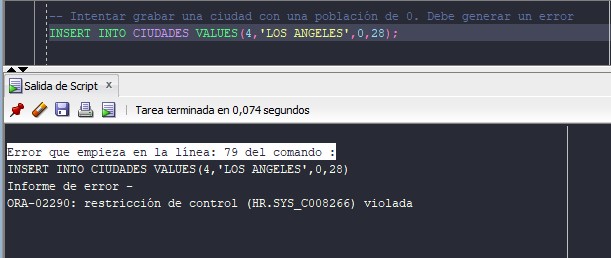 -- Intentar grabar una ciudad con una población de 0. Debe generar un error
INSERT INTO CIUDADES VALUES(4,'LOS ANGELES',0,28);
Salida de Script x
Tarea terminada en 0,074 segundos
Error que empieza en la línea: 79 del comando :
INSERT INTO CIUDADES VALUES(4,'LOS ANGELES',0,28)
Informe de error -
ORA-02290: restricción de control (HR.SYS_C008266) violada